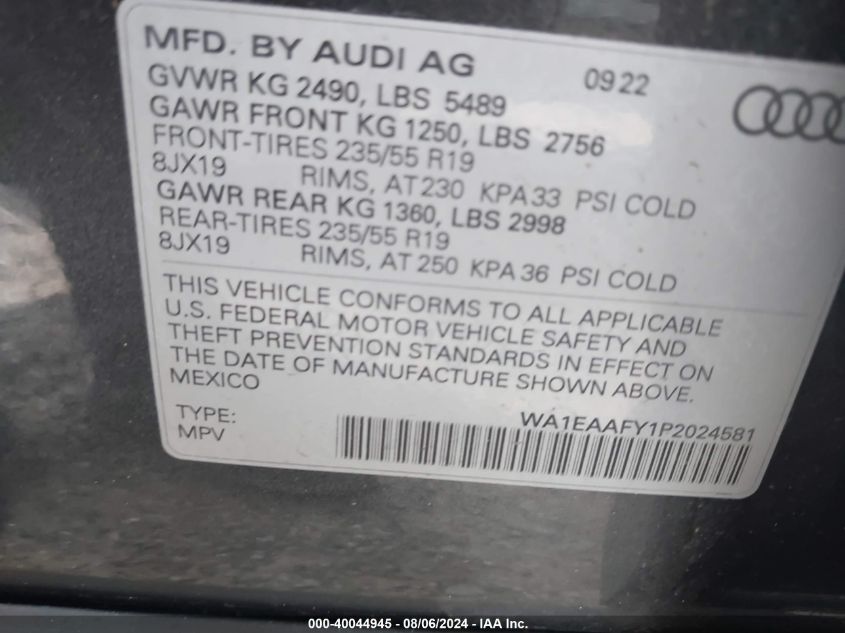 MFD. BY AUDI AG 09 22
GVWR KG 2490, LBS 5489
GAWR FRONT KG 1250, LBS 2756
FRONT-TIRES 235/55 R19
8JX19 RIMS, AT 230 KPA 33 PSI COLD
GAWR REAR KG 1360, LBS 2998
REAR-TIRES 235/55 R19
8JX19 RIMS, AT 250 KPA 36 PSI COLD
THIS VEHICLE CONFORMS TO ALL APPLICABLE
U.S. FEDERAL MOTOR VEHICLE SAFETY AND
THEFT PREVENTION STANDARDS IN EFFECT ON
THE DATE OF MANUFACTURE SHOWN ABOVE.
MEXICO
TYPE: WA1EAAFY1P2024581
MPV
000-40044945 - 08/06/2024 - IAA Inc.